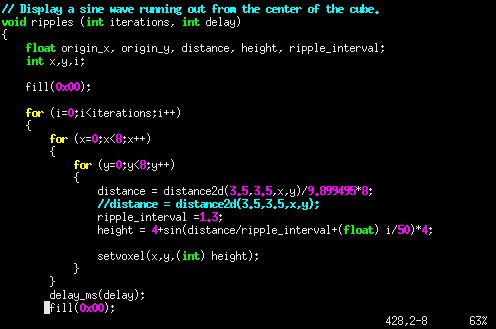 // Display a sine wave running out from the center of the cube.
void ripples (int iterations, int delay)
{
    float origin_x, origin_y, distance, height, ripple_interval;
    int x,y,i;

    fill(0x00);

    for (i=0;i<iterations;i++)
    {
        for (x=0;x<8;x++)
        {
            for (y=0;y<8;y++)
            {
                distance = distance2d(3.5,3.5,x,y)/9.899495*8;
                //distance = distance2d(3.5,3.5,x,y);
                ripple_interval =1.3;
                height = 4+sin(distance/ripple_interval+(float) i/50)*4;

                setvoxel(x,y,(int) height);
            }
        }
        delay_ms(delay);
        fill(0x00);
428,2-8 63%